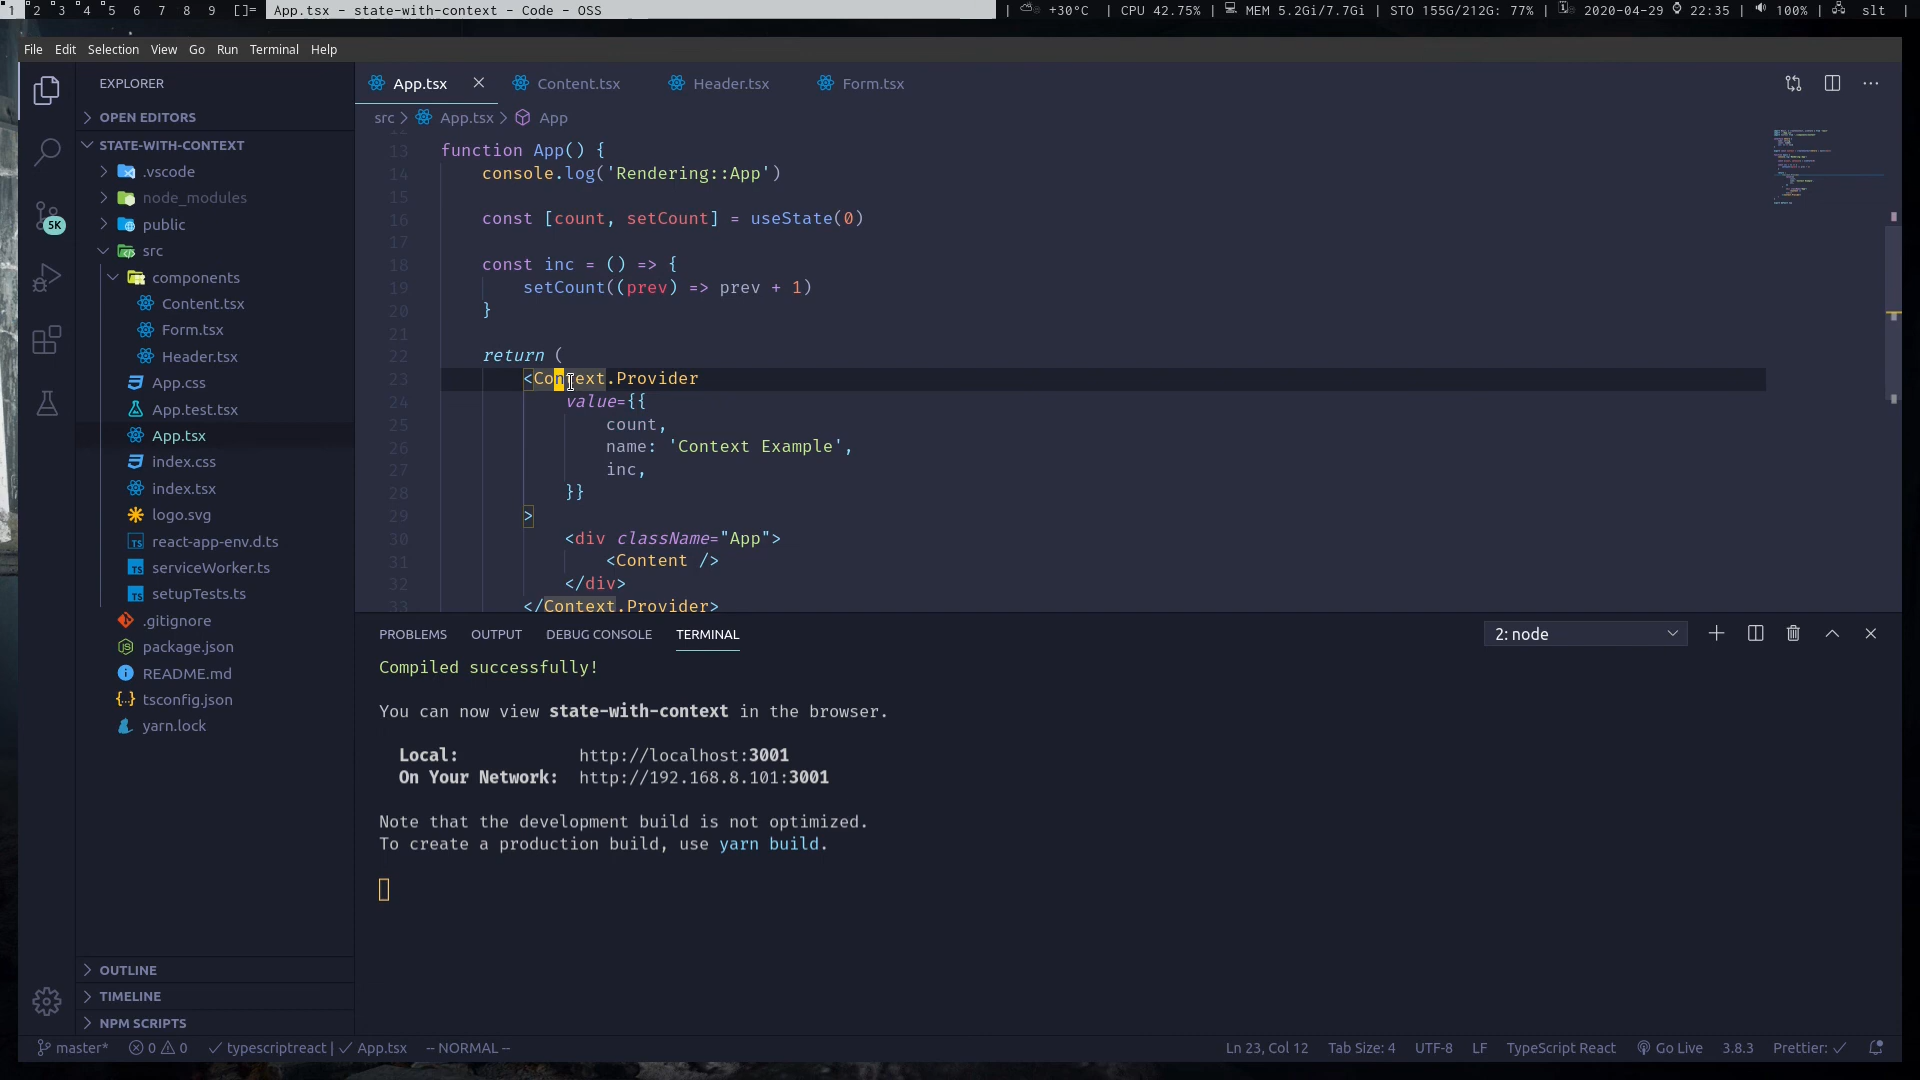 1 2 3 4 5 6 7 8 9 []= App.tsx - state-with-context - Code - OSS | +30°C | CPU 42.75% | MEM 5.2Gi/7.7Gi | STO 155G/212G: 77% | 2020-04-29 22:35 | 100% | slt |
File Edit Selection View Go Run Terminal Help
EXPLORER
OPEN EDITORS
STATE-WITH-CONTEXT
.vscode
node_modules
public
src
components
Content.tsx
Form.tsx
Header.tsx
App.css
App.test.tsx
App.tsx
index.css
index.tsx
logo.svg
react-app-env.d.ts
serviceWorker.ts
setupTests.ts
.gitignore
package.json
README.md
tsconfig.json
yarn.lock
OUTLINE
TIMELINE
NPM SCRIPTS
5K
App.tsx Content.tsx Header.tsx Form.tsx
src > App.tsx > App
13 function App() {
14 console.log('Rendering::App')
15
16 const [count, setCount] = useState(0)
17
18 const inc = () => {
19 setCount((prev) => prev + 1)
20 }
21
22 return (
23 <Context.Provider
24 value={{
25 count,
26 name: 'Context Example',
27 inc,
28 }}
29 >
30 <div className="App">
31 <Content />
32 </div>
33 </Context.Provider>
PROBLEMS OUTPUT DEBUG CONSOLE TERMINAL 2: node
Compiled successfully!
You can now view state-with-context in the browser.
Local: http://localhost:3001
On Your Network: http://192.168.8.101:3001
Note that the development build is not optimized.
To create a production build, use yarn build.
master* 0 0 typescriptreact | App.tsx -- NORMAL -- Ln 23, Col 12 Tab Size: 4 UTF-8 LF TypeScript React Go Live 3.8.3 Prettier: ✓